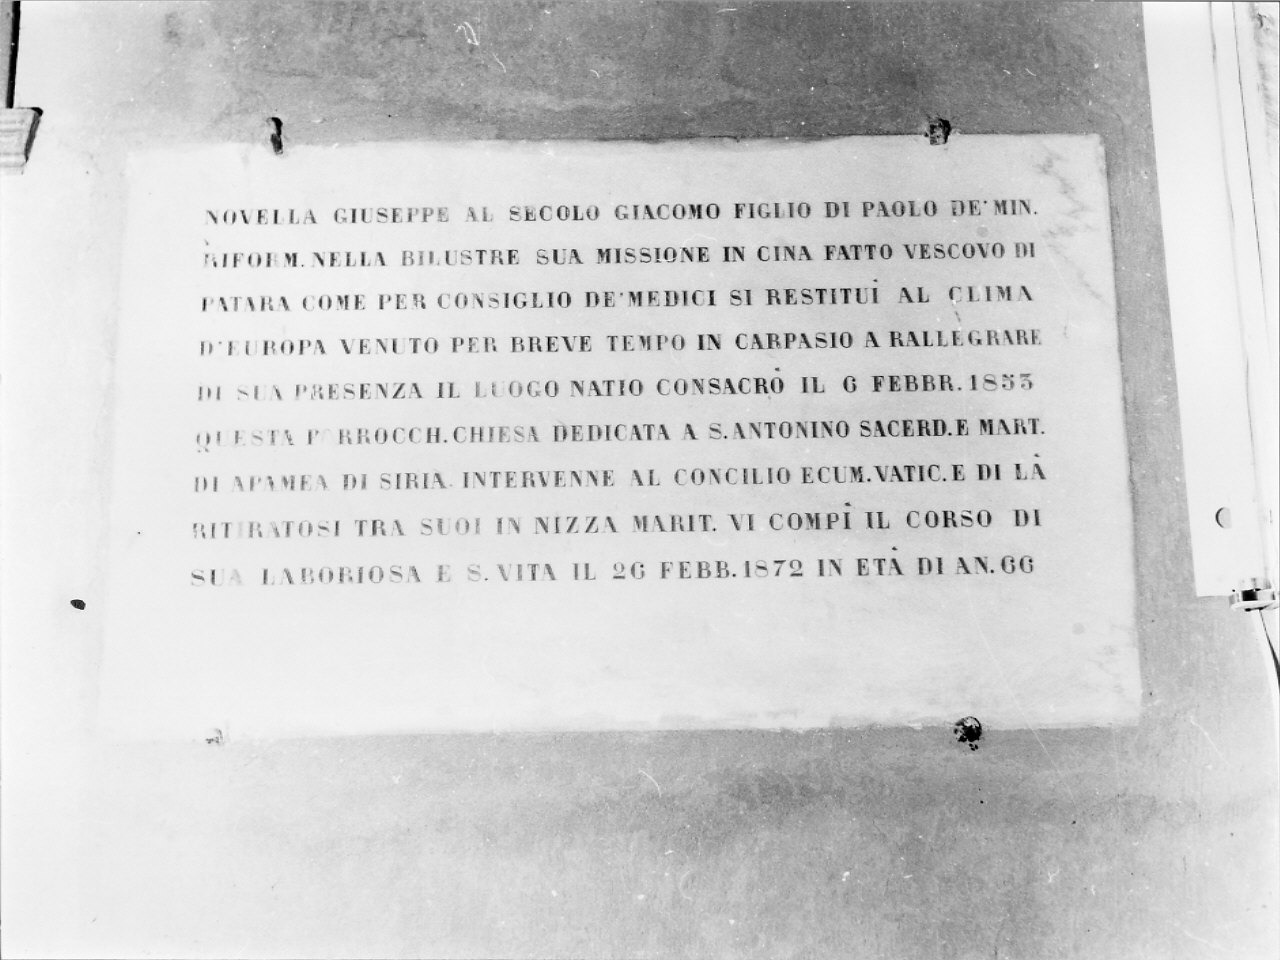 NOVELLA GIUSEPPE AL SECOLO GIACOMO FIGLIO DI PAOLO DE' MIN.
RIFORM. NELLA BILUSTRE SUA MISSIONE IN CINA FATTO VESCOVO DI
PATARA COME PER CONSIGLIO DE' MEDICI SI RESTITUÌ AL CLIMA
D'EUROPA VENUTO PER BREVE TEMPO IN CARPASIO A RALLEGRARE
DI SUA PRESENZA IL LUOGO NATIO CONSACRÒ IL 6 FEBBR. 1853
QUESTA P RROCCH. CHIESA DEDICATA A S. ANTONINO SACERD. E MART.
DI APAMEA DI SIRIA. INTERVENNE AL CONCILIO ECUM. VATIC. E DI LÀ
RITIRATOSI TRA SUOI IN NIZZA MARIT. VI COMPÌ IL CORSO DI
SUA LABORIOSA E S. VITA IL 26 FEBB. 1872 IN ETÀ DI AN. 66